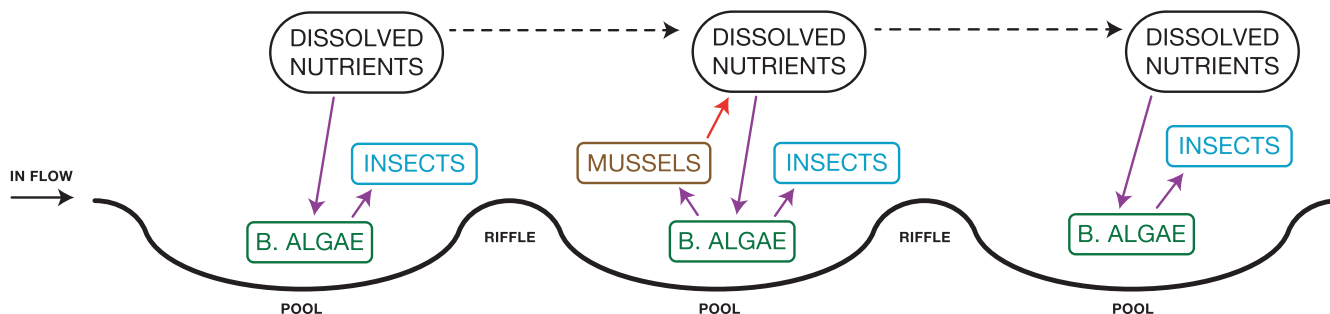 DISSOLVED
NUTRIENTS
DISSOLVED
NUTRIENTS
DISSOLVED
NUTRIENTS
INSECTS
MUSSELS
INSECTS
INSECTS
IN FLOW
B. ALGAE
RIFFLE
B. ALGAE
RIFFLE
B. ALGAE
POOL
POOL
POOL